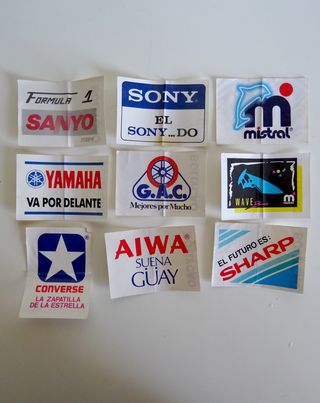 FORMULA 1
SANYO
SONY®
EL
SONY...DO
mistral®
YAMAHA
VA POR DELANTE
G.A.C.
Mejores por Mucho
WAVE
CONVERSE®
LA ZAPATILLA
DE LA ESTRELLA
AIWA®
SUENA
GÜAY
EL FUTURO ES:
SHARP